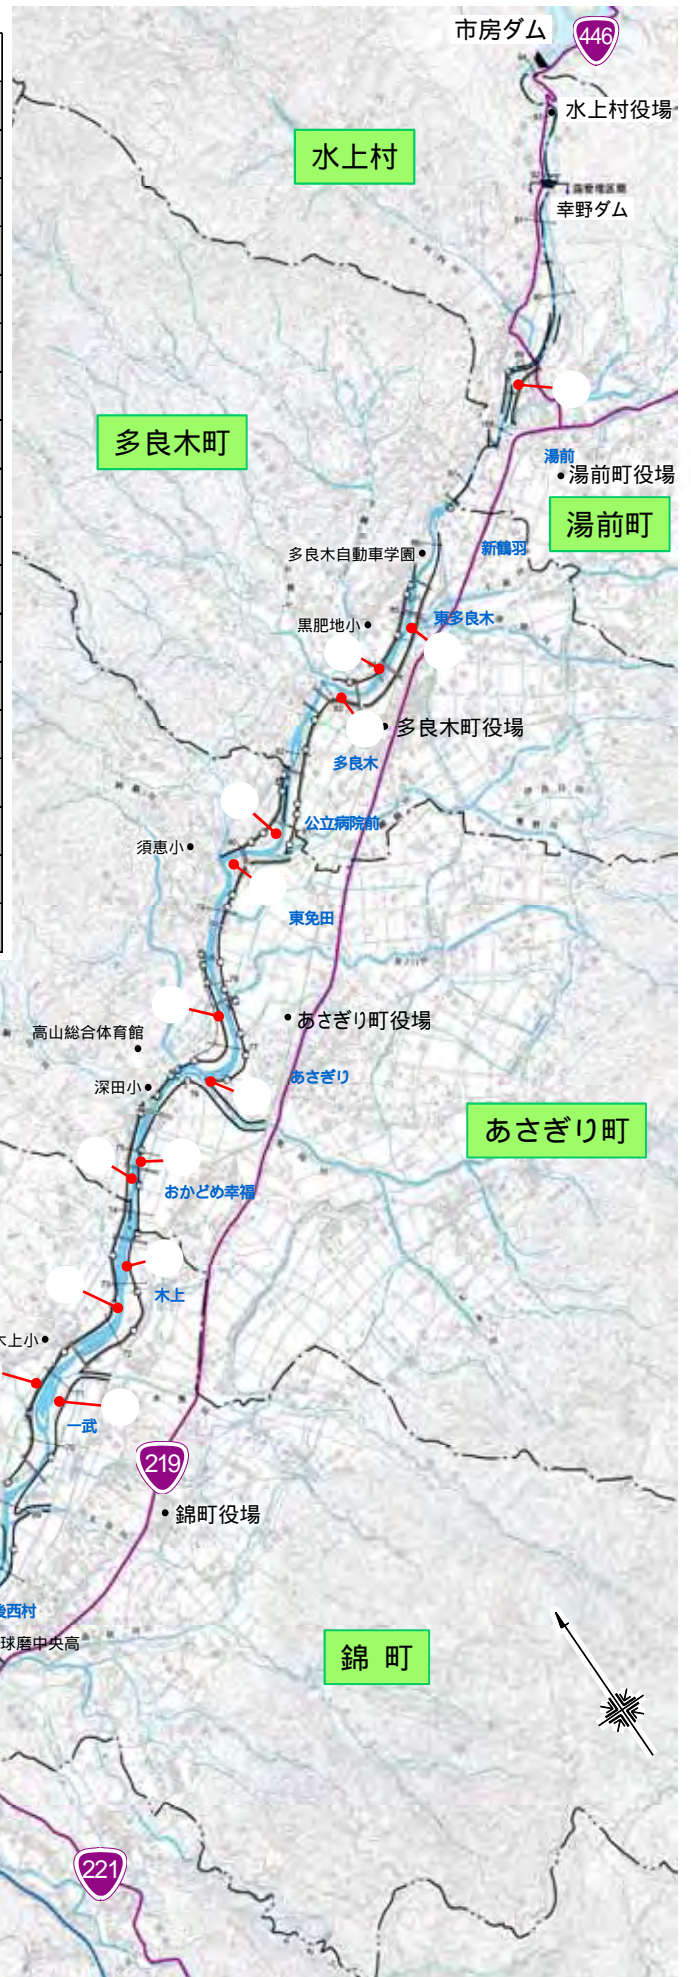 市房ダム
446
水上村役場
水上村
幸野ダム
多良木町
湯前
湯前町役場
湯前町
新鶴羽
多良木自動車学園
東多良木
黒肥地小
多良木町役場
多良木
公立病院前
須恵小
東免田
あさぎり町役場
高山総合体育館
あさぎり
深田小
あさぎり町
おかどめ幸福
木上
木上小
一武
219
錦町役場
後西村
球磨中央高
錦 町
221